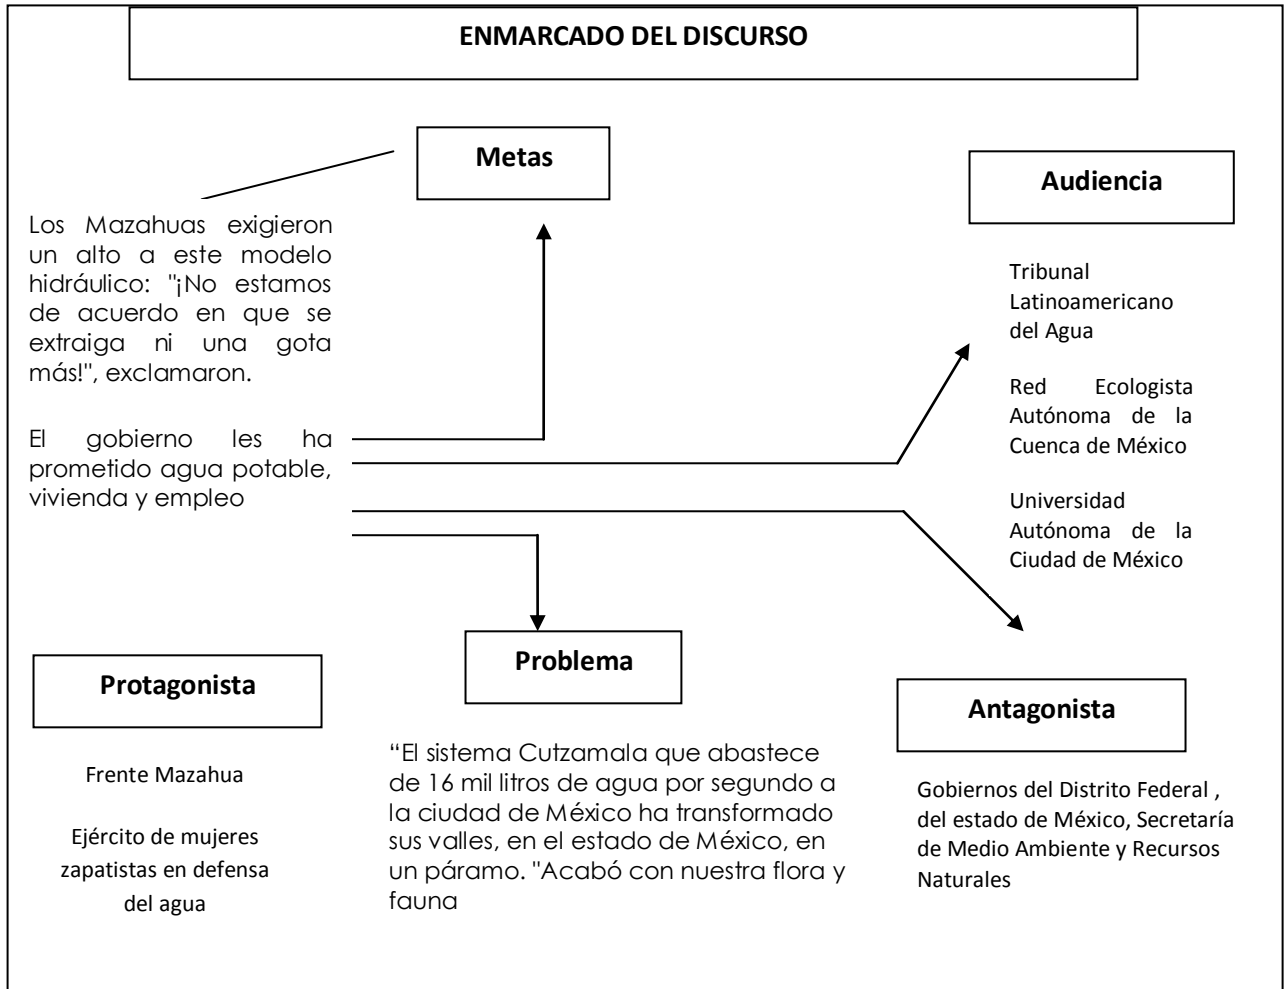 ENMARCADO DEL DISCURSO
Metas
Audiencia
Los Mazahuas exigieron
un alto a este modelo
hidráulico: "¡No estamos
de acuerdo en que se
extraiga ni una gota
más!", exclamaron.
El gobierno les ha
prometido agua potable,
vivienda y empleo
Tribunal
Latinoamericano
del Agua
Red Ecologista
Autónoma de la
Cuenca de México
Universidad
Autónoma de la
Ciudad de México
Protagonista
Frente Mazahua
Ejército de mujeres
zapatistas en defensa
del agua
Problema
“El sistema Cutzamala que abastece
de 16 mil litros de agua por segundo a
la ciudad de México ha transformado
sus valles, en el estado de México, en
un páramo. "Acabó con nuestra flora y
fauna
Antagonista
Gobiernos del Distrito Federal ,
del estado de México, Secretaría
de Medio Ambiente y Recursos
Naturales